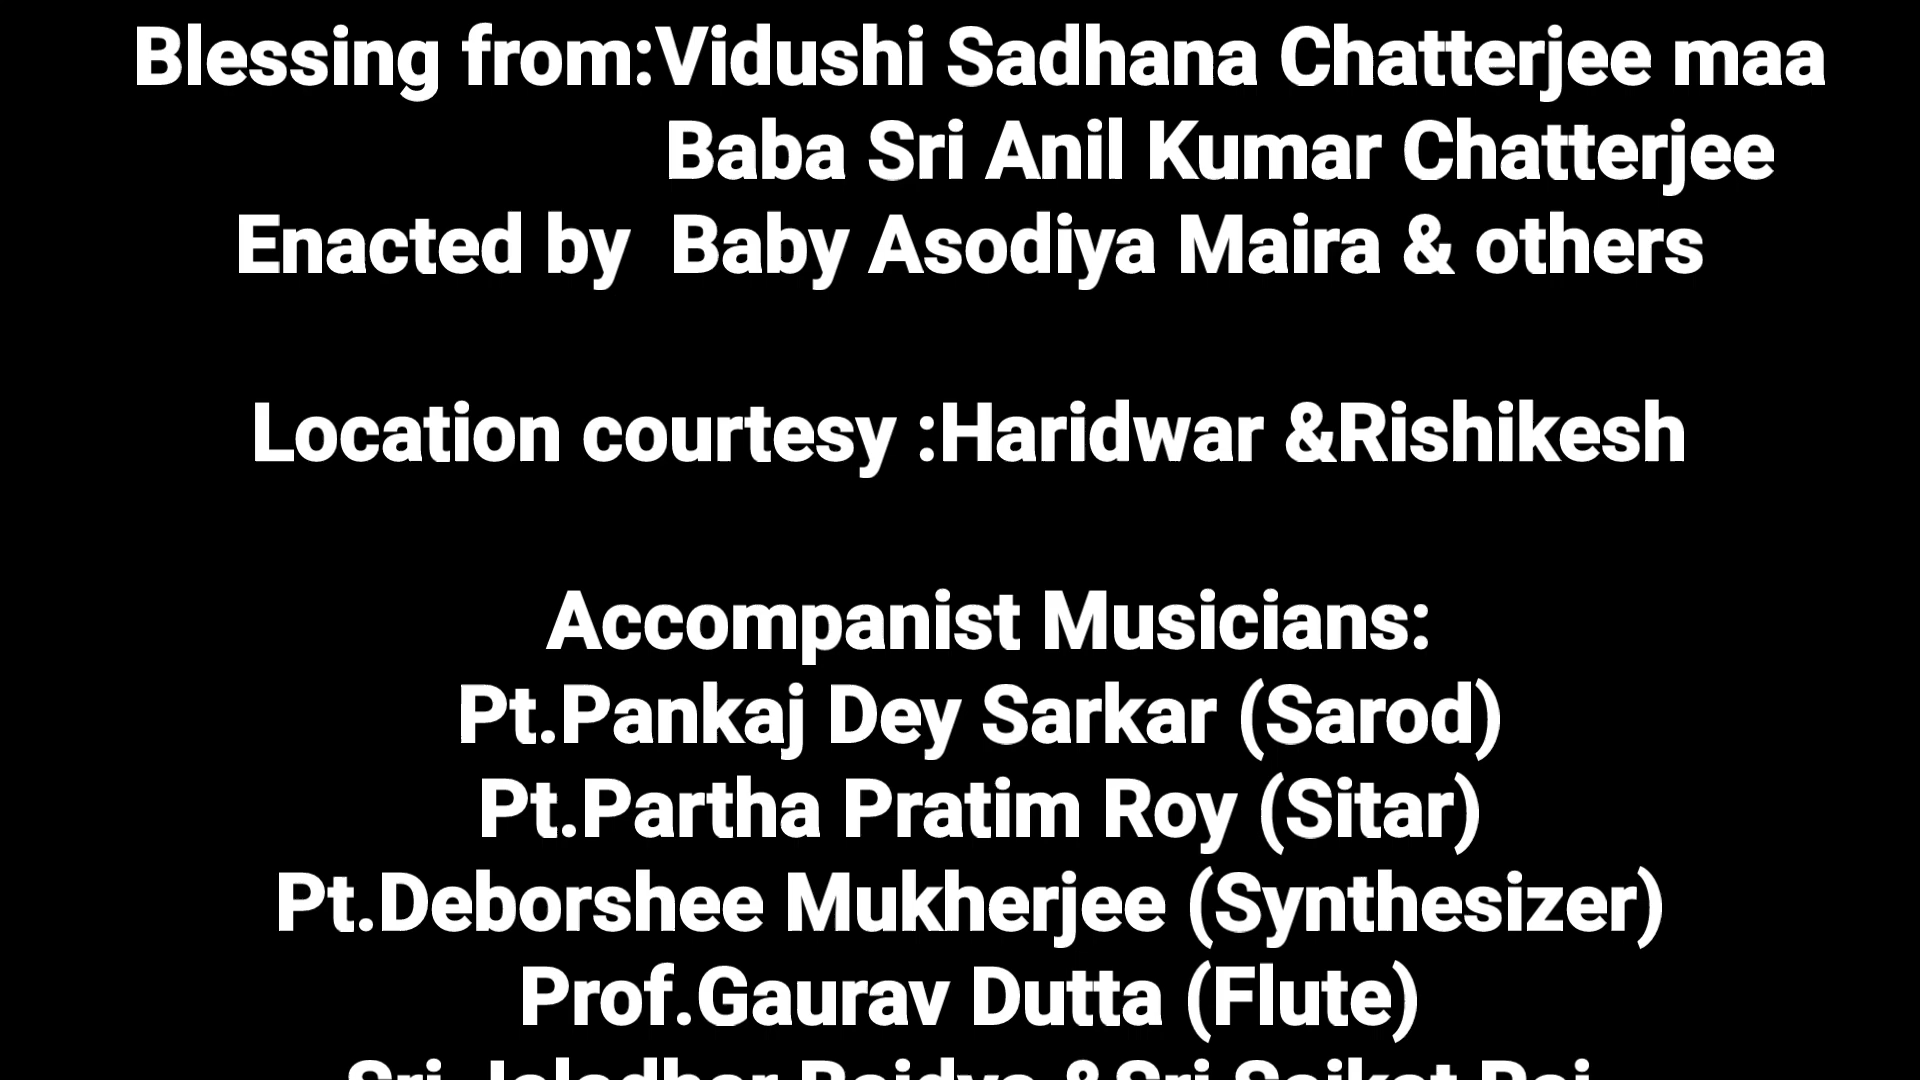 Blessing from:Vidushi Sadhana Chatterjee maa
Baba Sri Anil Kumar Chatterjee
Enacted by  Baby Asodiya Maira & others
Location courtesy :Haridwar &Rishikesh
Accompanist Musicians:
Pt.Pankaj Dey Sarkar (Sarod)
Pt.Partha Pratim Roy (Sitar)
Pt.Deborshee Mukherjee (Synthesizer)
Prof.Gaurav Dutta (Flute)
Sri &Sri